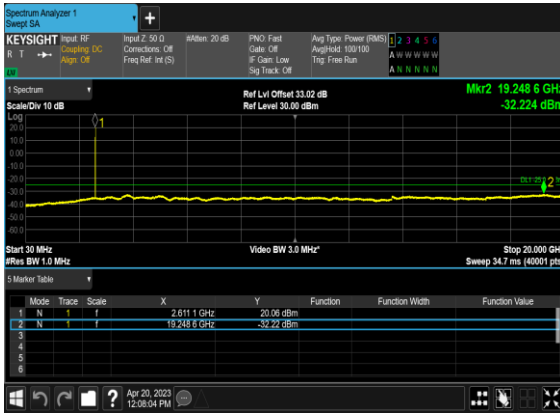 Spectrum Analyzer 1
Swept SA
+
KEYSIGHT Input: RF Input Z: 50 Ω #Atten: 20 dB PNO: Fast Avg Type: Power (RMS) 1 2 3 4 5 6
R T Coupling: DC Corrections: Off Gate: Off Avg|Hold: 100/100 A W W W W W
Align: Off Freq Ref: Int (S) IF Gain: Low Trig: Free Run
Sig Track: Off A N N N N N
1 Spectrum
Ref Lvl Offset 33.02 dB Mkr2 19.248 6 GHz
Scale/Div 10 dB Ref Level 30.00 dBm -32.224 dBm
Log
1
20.0
10.0
0.00
-10.0
-20.0
DL1 -25.0
2
-30.0
-40.0
-50.0
-60.0
Start 30 MHz Video BW 3.0 MHz* Stop 20.000 GHz
#Res BW 1.0 MHz Sweep 34.7 ms (40001 pts)
5 Marker Table
Mode Trace Scale X Y Function Function Width Function Value
1 N 1 f 2.611 1 GHz 20.06 dBm
2 N 1 f 19.248 6 GHz -32.22 dBm
3
4
5
6
? Apr 20, 2023
12:08:04 PM